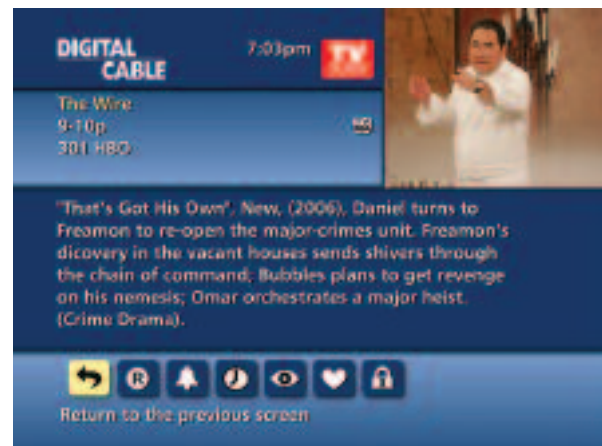 DIGITAL
CABLE
7:03pm
TV
The Wire
9-10p
301 HBO
"That's Got His Own", New, (2006), Daniel turns to
Freamon to re-open the major-crimes unit. Freamon's
dicovery in the vacant houses sends shivers through
the chain of command; Bubbles plans to get revenge
on his nemesis; Omar orchestrates a major heist.
(Crime Drama).
R
Return to the previous screen